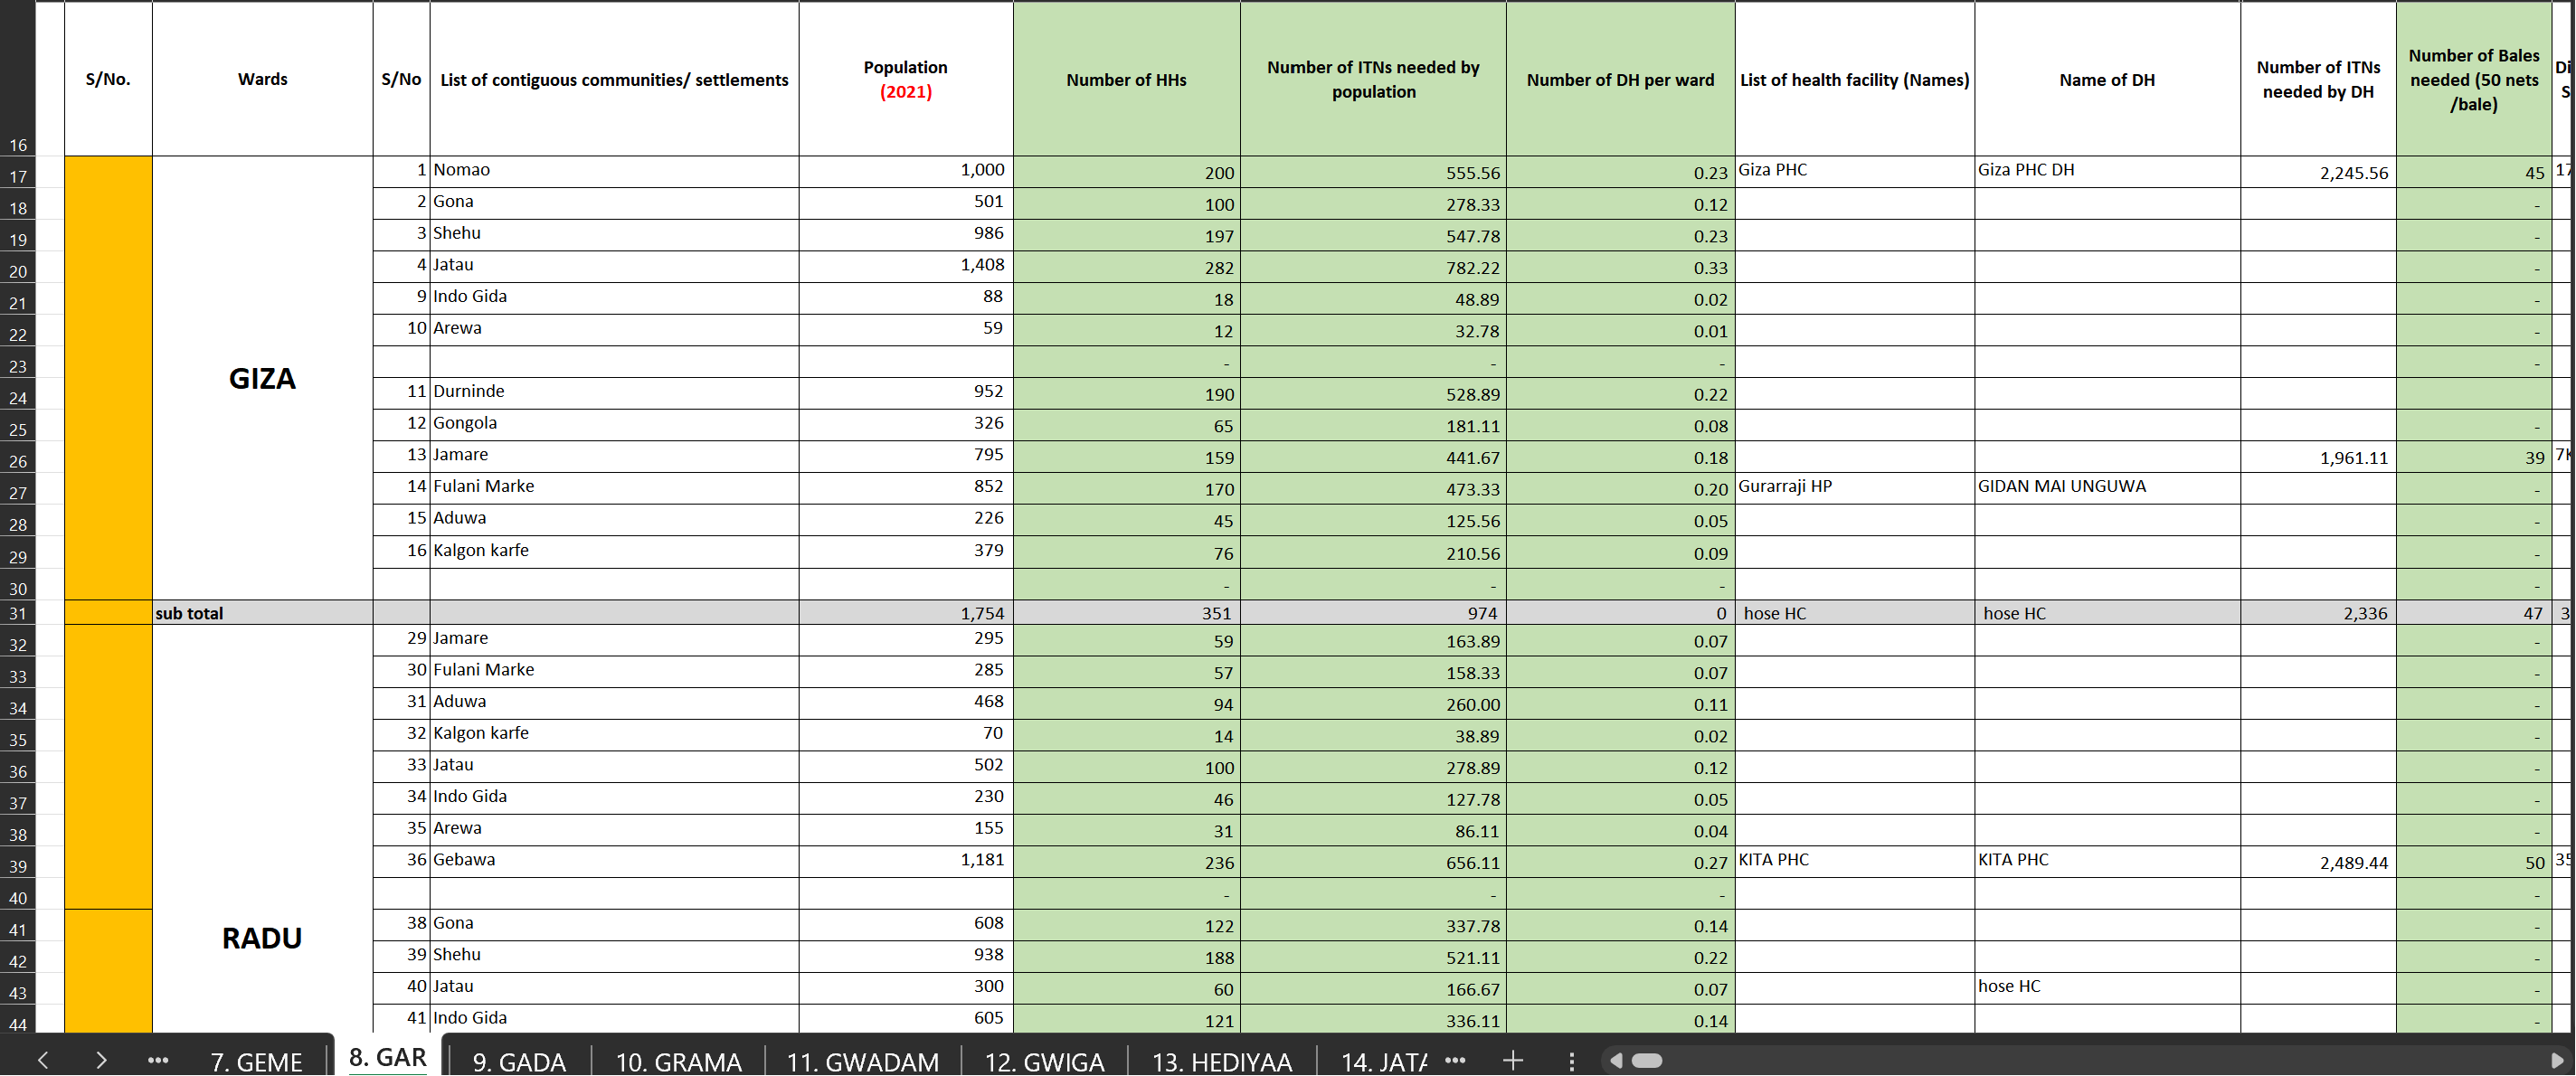 S/No. Wards S/No List of contiguous communities/ settlements Population (2021) Number of HHs Number of ITNs needed by population Number of DH per ward List of health facility (Names) Name of DH Number of ITNs needed by DH Number of Bales needed (50 nets /bale)
16
17 1 Nomao 1,000 200 555.56 0.23 Giza PHC Giza PHC DH 2,245.56 45 17
18 2 Gona 501 100 278.33 0.12 -
19 3 Shehu 986 197 547.78 0.23 -
20 4 Jatau 1,408 282 782.22 0.33 -
21 9 Indo Gida 88 18 48.89 0.02 -
22 10 Arewa 59 12 32.78 0.01 -
23 - - - -
GIZA
24 11 Durninde 952 190 528.89 0.22
25 12 Gongola 326 65 181.11 0.08 -
26 13 Jamare 795 159 441.67 0.18 1,961.11 39 7K
27 14 Fulani Marke 852 170 473.33 0.20 Gurarraji HP GIDAN MAI UNGUWA -
28 15 Aduwa 226 45 125.56 0.05 -
29 16 Kalgon karfe 379 76 210.56 0.09 -
30 - - - -
31 sub total 1,754 351 974 0 hose HC hose HC 2,336 47 3
32 29 Jamare 295 59 163.89 0.07 -
33 30 Fulani Marke 285 57 158.33 0.07 -
34 31 Aduwa 468 94 260.00 0.11 -
35 32 Kalgon karfe 70 14 38.89 0.02 -
36 33 Jatau 502 100 278.89 0.12 -
37 34 Indo Gida 230 46 127.78 0.05 -
38 35 Arewa 155 31 86.11 0.04 -
39 36 Gebawa 1,181 236 656.11 0.27 KITA PHC KITA PHC 2,489.44 50 35
40 - - - -
41 38 Gona 608 122 337.78 0.14 -
RADU
42 39 Shehu 938 188 521.11 0.22 -
43 40 Jatau 300 60 166.67 0.07 hose HC -
44 41 Indo Gida 605 121 336.11 0.14
7. GEME 8. GAR 9. GADA 10. GRAMA 11. GWADAM 12. GWIGA 13. HEDIYAA 14. JATA